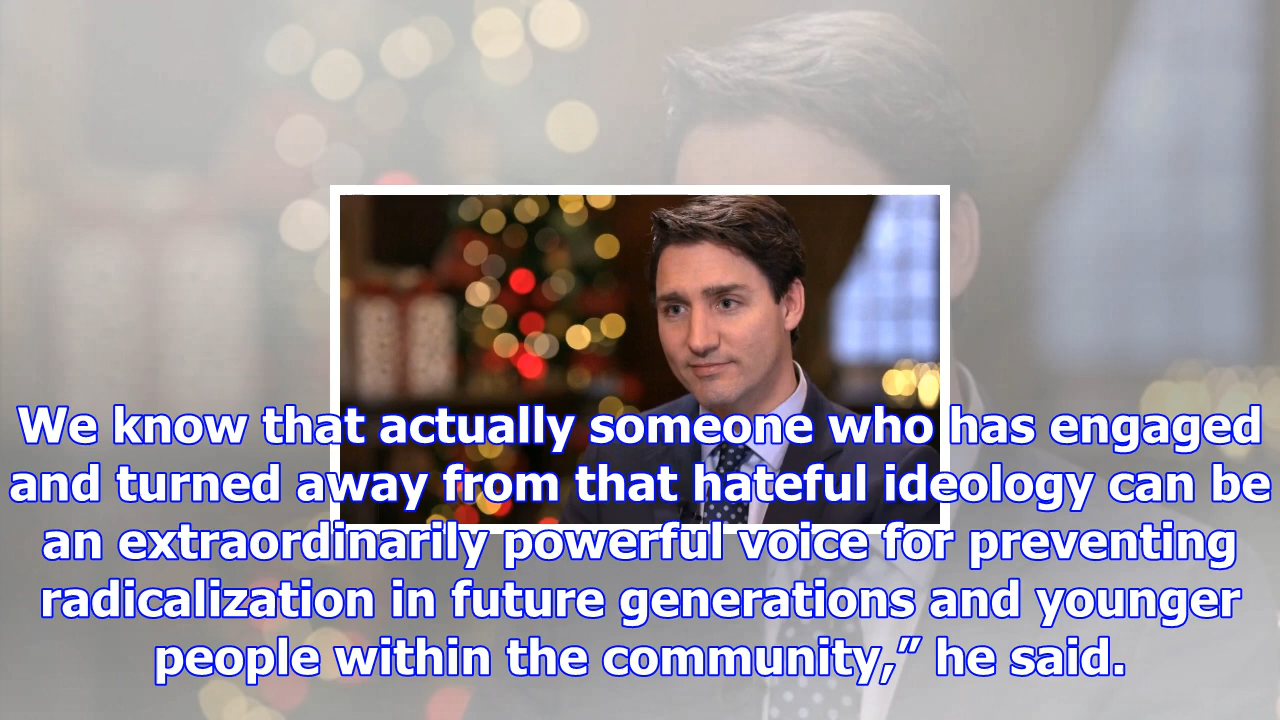 We know that actually someone who has engaged
and turned away from that hateful ideology can be
an extraordinarily powerful voice for preventing
radicalization in future generations and younger
people within the community,” he said.